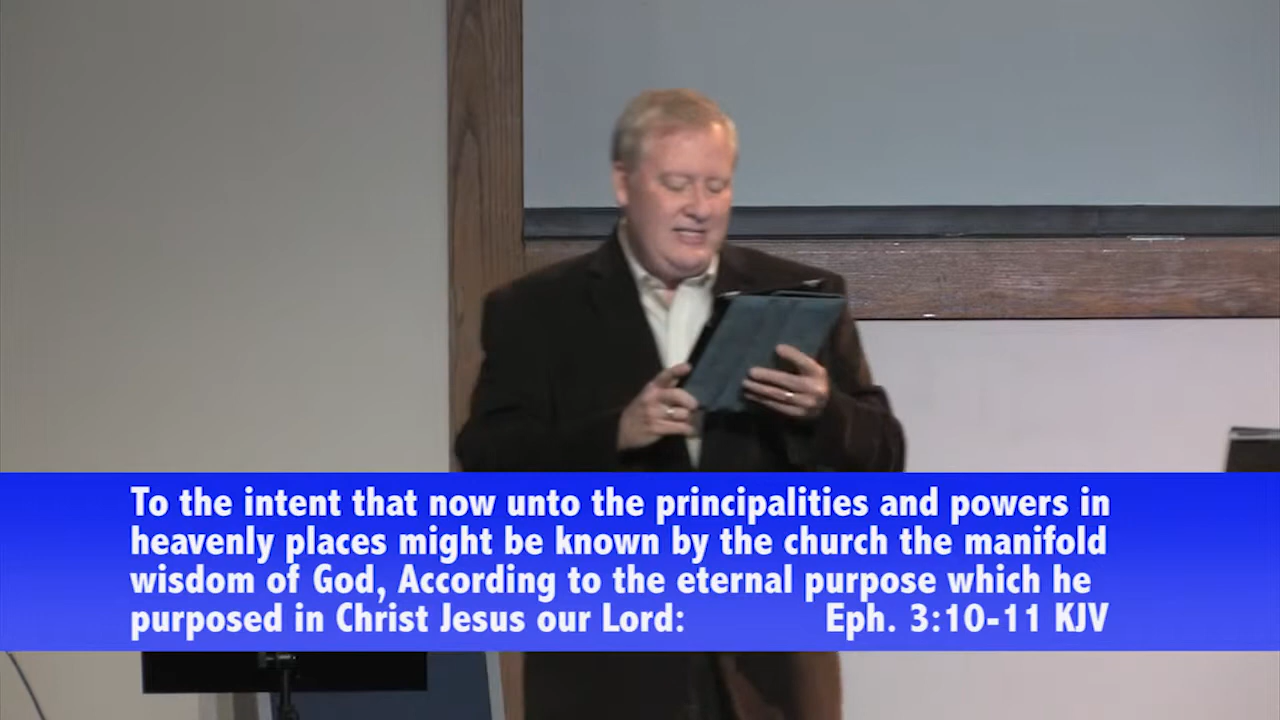 To the intent that now unto the principalities and powers in
heavenly places might be known by the church the manifold
wisdom of God, According to the eternal purpose which he
purposed in Christ Jesus our Lord: Eph. 3:10-11 KJV